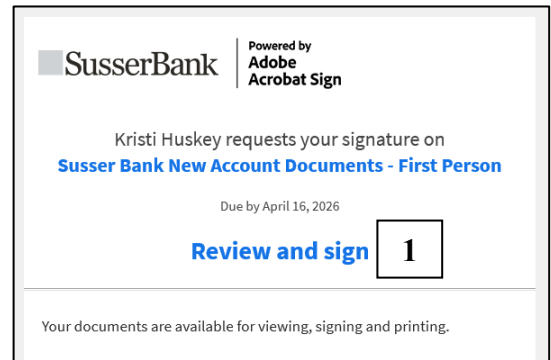 SusserBank
Powered by
Adobe
Acrobat Sign
Kristi Huskey requests your signature on
Susser Bank New Account Documents - First Person
Due by April 16, 2026
Review and sign 1
Your documents are available for viewing, signing and printing.